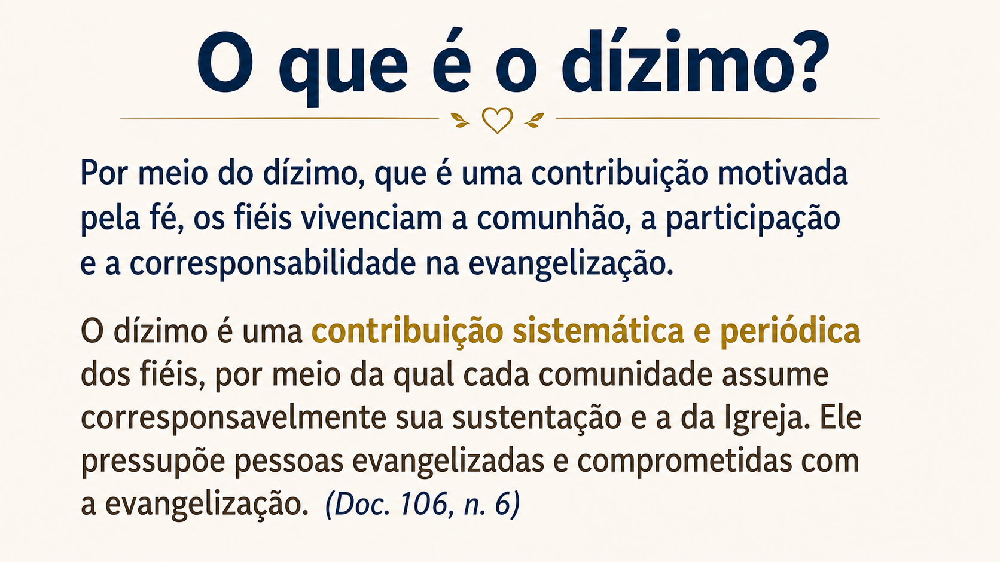 O que é o dízimo?
Por meio do dízimo, que é uma contribuição motivada
pela fé, os fiéis vivenciam a comunhão, a participação
e a corresponsabilidade na evangelização.
O dízimo é uma contribuição sistemática e periódica
dos fiéis, por meio da qual cada comunidade assume
corresponsavelmente sua sustentação e a da Igreja. Ele
pressupõe pessoas evangelizadas e comprometidas com
a evangelização. (Doc. 106, n. 6)